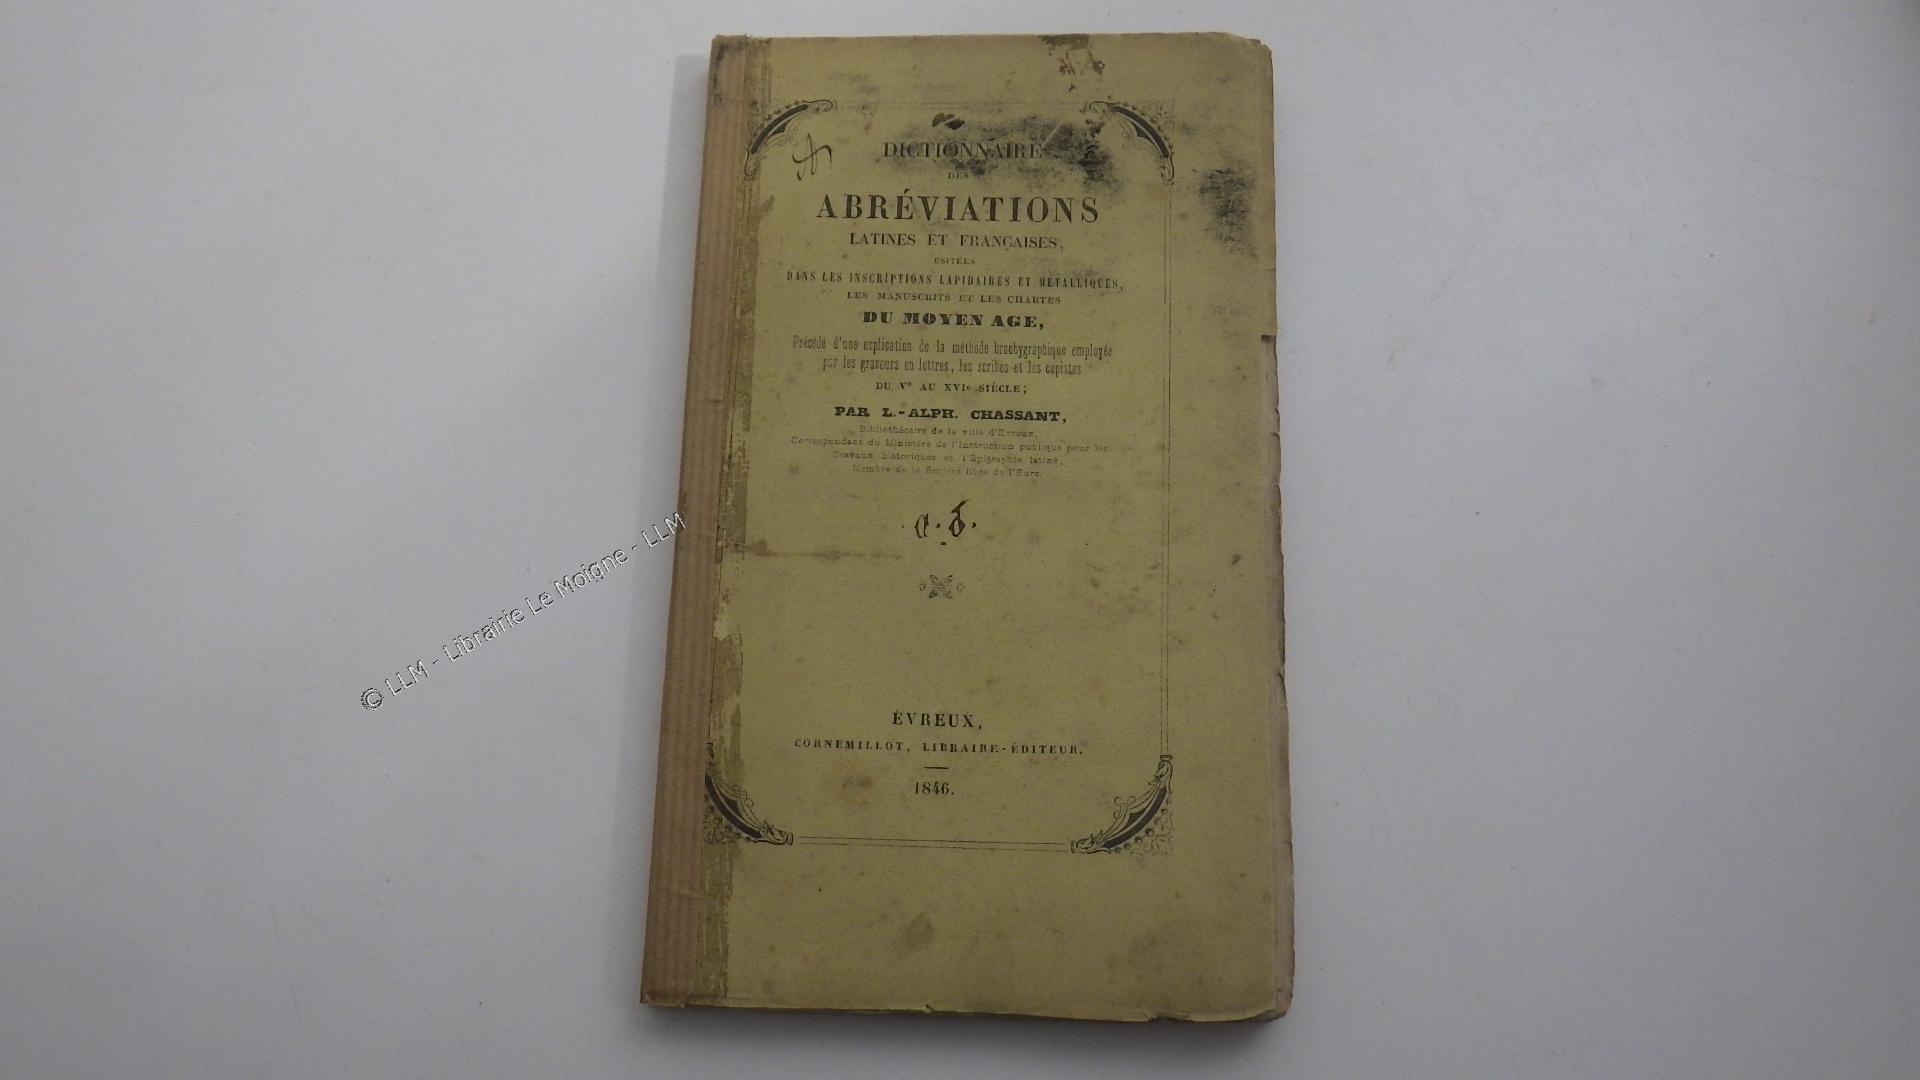 DICTIONNAIRE
DES
ABRÉVIATIONS
LATINES ET FRANÇAISES,
USITÉES
DANS LES INSCRIPTIONS LAPIDAIRES ET MÉTALLIQUES,
LES MANUSCRITS ET LES CHARTES
DU MOYEN AGE,
Précédé d'une explication de la méthode brachygraphique employée
par les graveurs en lettres, les scribes et les copistes
DU Ve AU XVIe SIÈCLE;
PAR L.-ALPH. CHASSANT,
Bibliothécaire de la ville d'Evreux,
Correspondant du Ministère de l'Instruction publique pour les
Travaux historiques et l'Epigraphie latine,
Membre de la Société libre de l'Eure.
ÉVREUX,
CORNEMILLOT, LIBRAIRE-ÉDITEUR.
1846.
© LLM - Librairie Le Moigne - LLM